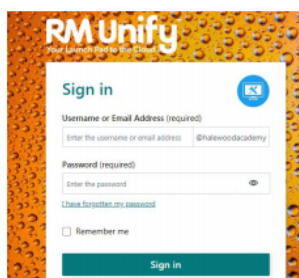 RM Unify
Your Launch Pad to the Cloud
Sign in
Username or Email Address (required)
Enter the username or email address @halewoodacademy
Password (required)
Enter the password
I have forgotten my password
Remember me
Sign in